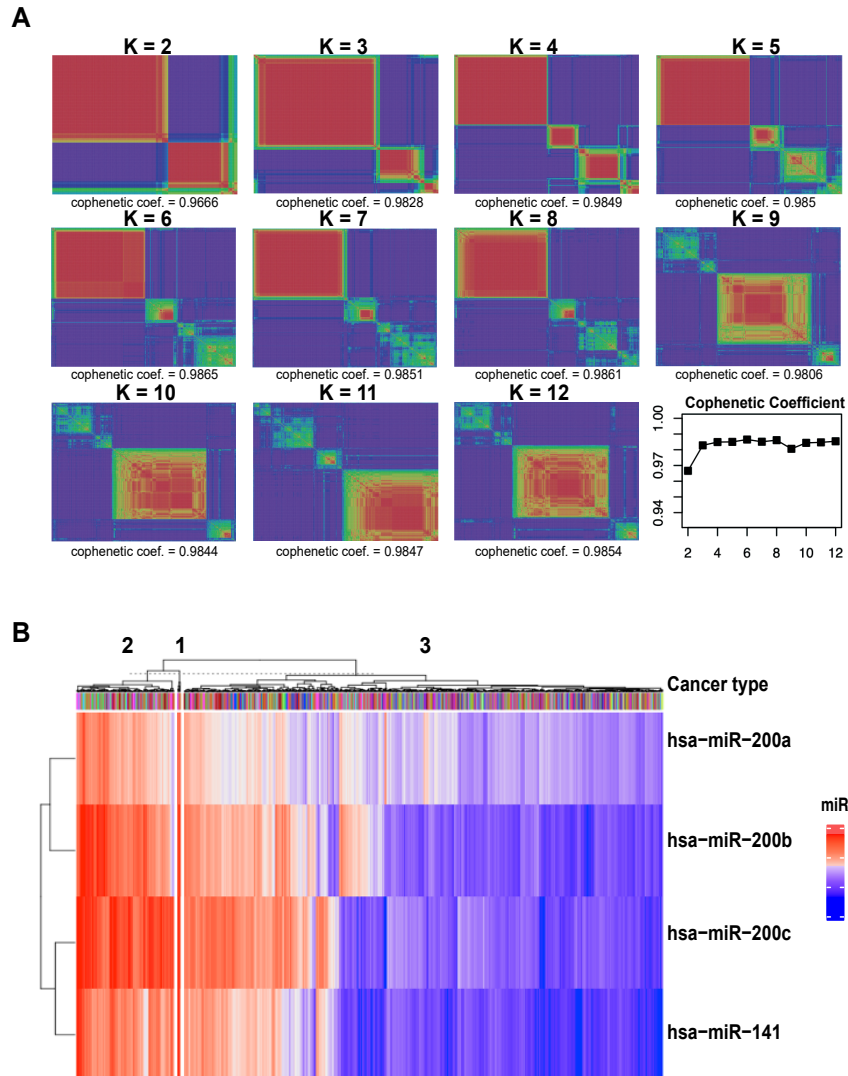 A
K = 2
K = 3
K = 4
K = 5
cophenetic coef. = 0.9666
cophenetic coef. = 0.9828
cophenetic coef. = 0.9849
cophenetic coef. = 0.985
K = 6
K = 7
K = 8
K = 9
cophenetic coef. = 0.9865
cophenetic coef. = 0.9851
cophenetic coef. = 0.9861
cophenetic coef. = 0.9806
K = 10
K = 11
K = 12
Cophenetic Coefficient
1.00
0.97
0.94
2 4 6 8 10 12
cophenetic coef. = 0.9844
cophenetic coef. = 0.9847
cophenetic coef. = 0.9854
B
2 1 3
Cancer type
hsa−miR−200a
hsa−miR−200b
hsa−miR−200c
hsa−miR−141
miR